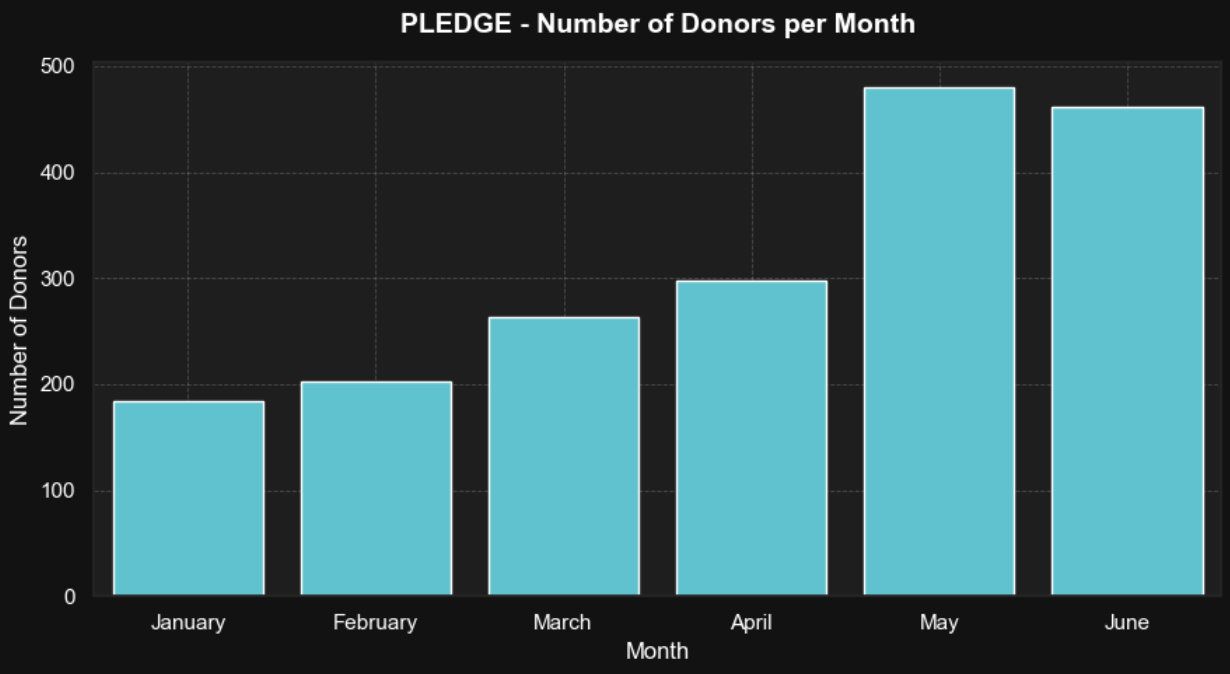 PLEDGE - Number of Donors per Month
Number of Donors
500
400
300
200
100
0
January February March April May June
Month